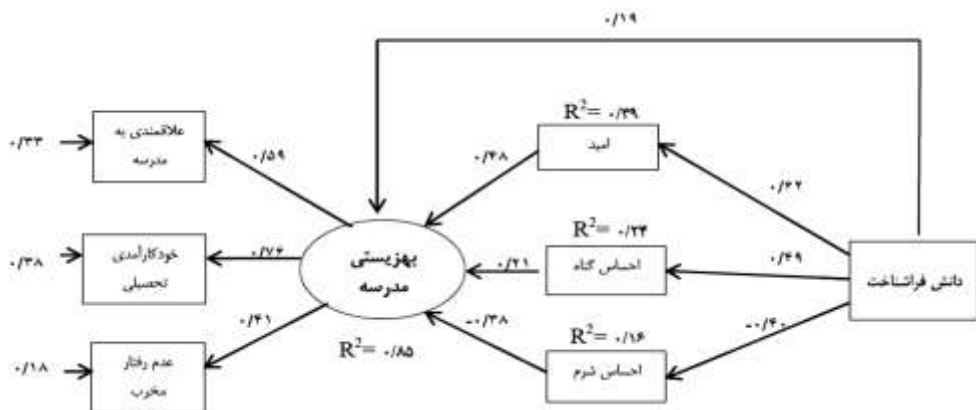 ۰/۱۹
R²= ۰/۳۹
امید
۰/۶۲
۰/۴۸
علاقمندی به
مدرسه
۰/۳۳
۰/۵۹
R²= ۰/۲۴
احساس گناه
۰/۴۹
۰/۲۱
دانش فراشناخت
بهزیستی
مدرسه
خودکارآمدی
تحصیلی
۰/۳۸
R²= ۰/۱۶
احساس شرم
-۰/۴۰
-۰/۳۸
R²= ۰/۸۵
۰/۴۱
عدم رفتار
مخرب
۰/۱۸